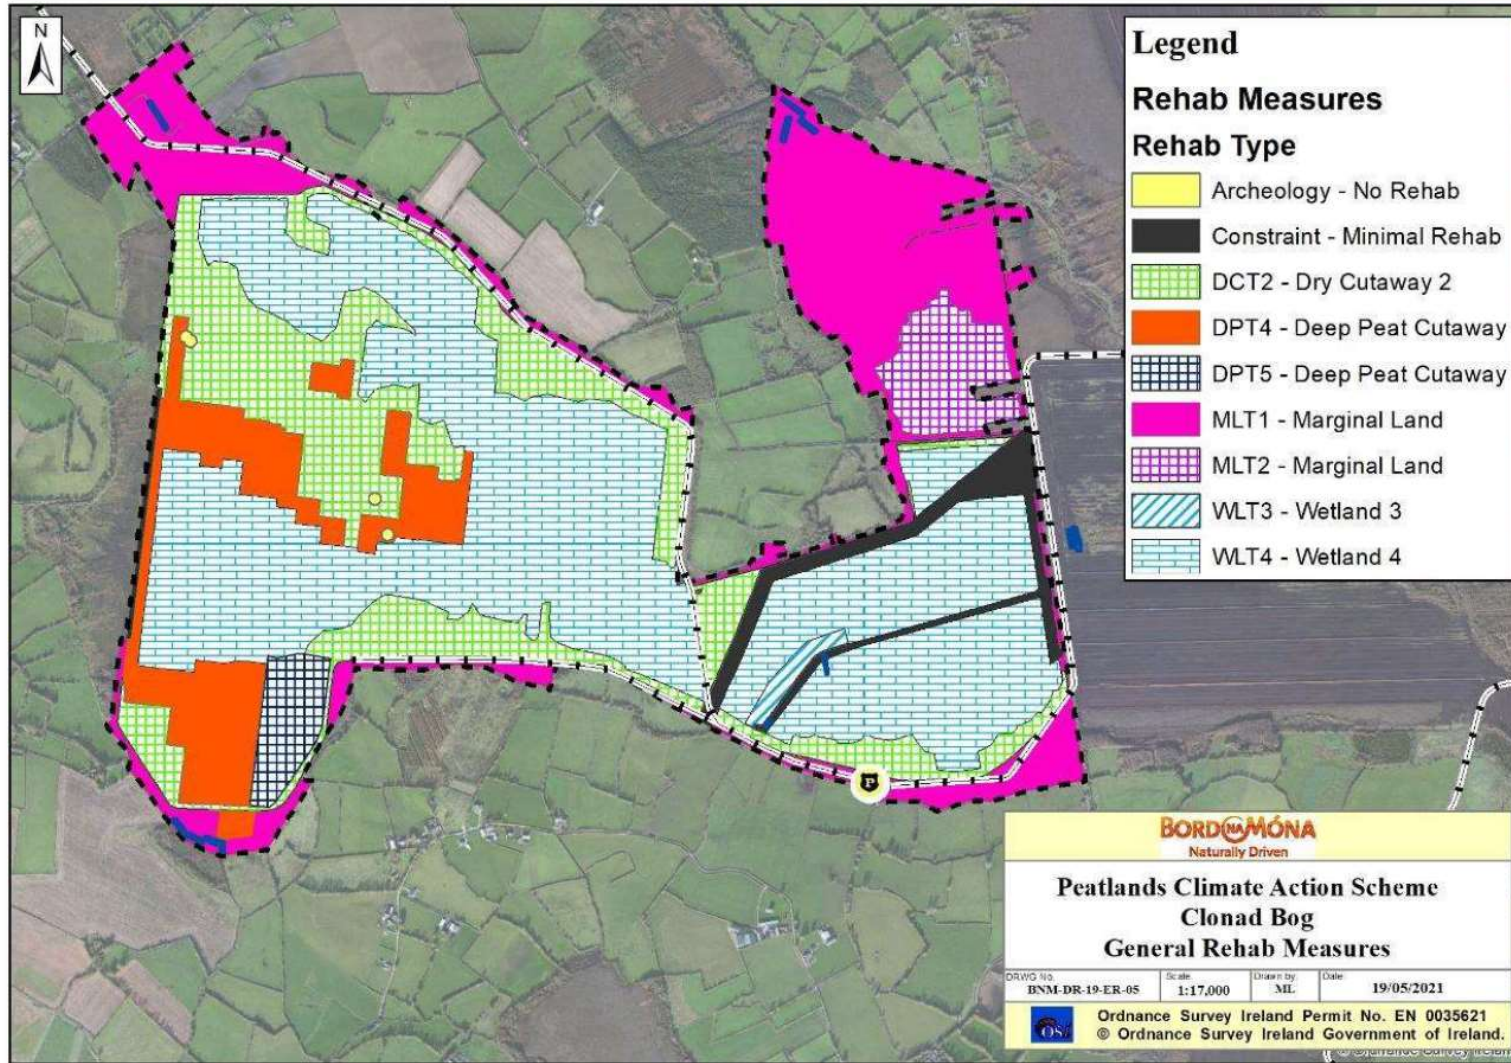 N
Legend
Rehab Measures
Rehab Type
Archeology - No Rehab
Constraint - Minimal Rehab
DCT2 - Dry Cutaway 2
DPT4 - Deep Peat Cutaway
DPT5 - Deep Peat Cutaway
MLT1 - Marginal Land
MLT2 - Marginal Land
WLT3 - Wetland 3
WLT4 - Wetland 4
P
BORD NA MÓNA
Naturally Driven
Peatlands Climate Action Scheme
Clonad Bog
General Rehab Measures
DRWG No. Scale Drawn by Date
BNM-DR-19-ER-05 1:17,000 ML 19/05/2021
OSi
Ordnance Survey Ireland Permit No. EN 0035621
© Ordnance Survey Ireland Government of Ireland.